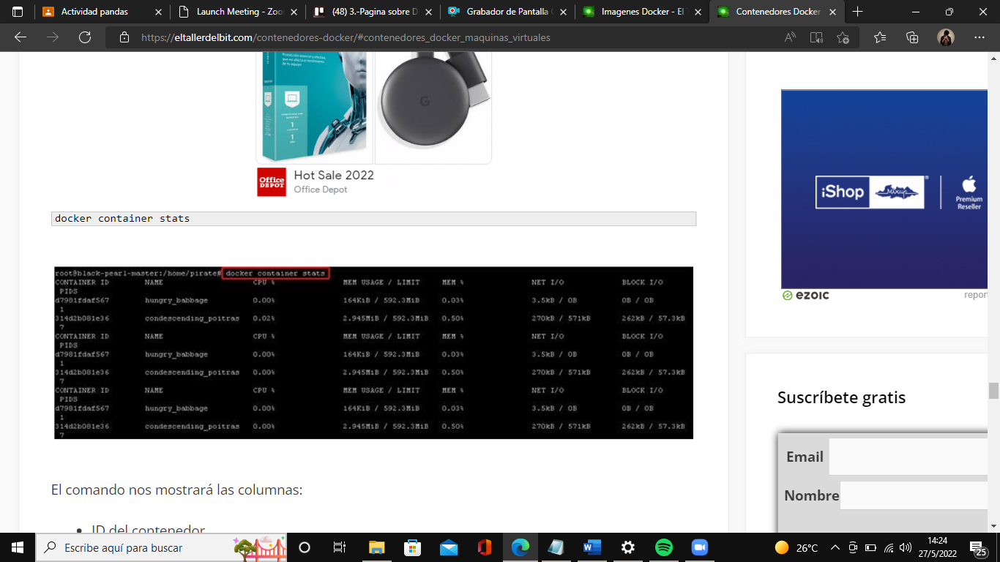 Actividad pandas
Launch Meeting - Zoo
(48) 3.-Pagina sobre D
Grabador de Pantalla
Imagenes Docker - El T
Contenedores Docker
https://eltallerdelbit.com/contenedores-docker/#contenedores_docker_maquinas_virtuales
1
1
G
Office
DEPOT
Hot Sale 2022
Office Depot
docker container stats
root@black-pearl-master:/home/pirate# docker container stats
CONTAINER ID NAME CPU % MEM USAGE / LIMIT MEM % NET I/O BLOCK I/O
PIDS
d7981fdaf567 hungry_babbage 0.00% 164KiB / 592.3MiB 0.03% 3.5kB / 0B 0B / 0B
1
314d2b081e36 condescending_poitras 0.02% 2.945MiB / 592.3MiB 0.50% 270kB / 571kB 262kB / 57.3kB
7
CONTAINER ID NAME CPU % MEM USAGE / LIMIT MEM % NET I/O BLOCK I/O
PIDS
d7981fdaf567 hungry_babbage 0.00% 164KiB / 592.3MiB 0.03% 3.5kB / 0B 0B / 0B
1
314d2b081e36 condescending_poitras 0.00% 2.945MiB / 592.3MiB 0.50% 270kB / 571kB 262kB / 57.3kB
7
CONTAINER ID NAME CPU % MEM USAGE / LIMIT MEM % NET I/O BLOCK I/O
PIDS
d7981fdaf567 hungry_babbage 0.00% 164KiB / 592.3MiB 0.03% 3.5kB / 0B 0B / 0B
1
314d2b081e36 condescending_poitras 0.00% 2.945MiB / 592.3MiB 0.50% 270kB / 571kB 262kB / 57.3kB
7
El comando nos mostrará las columnas:
• ID del contenedor
iShop Mixup
Premium
Reseller
ezoic
report
Suscríbete gratis
Email
Nombre
Escribe aquí para buscar
26°C
14:24
27/5/2022
25